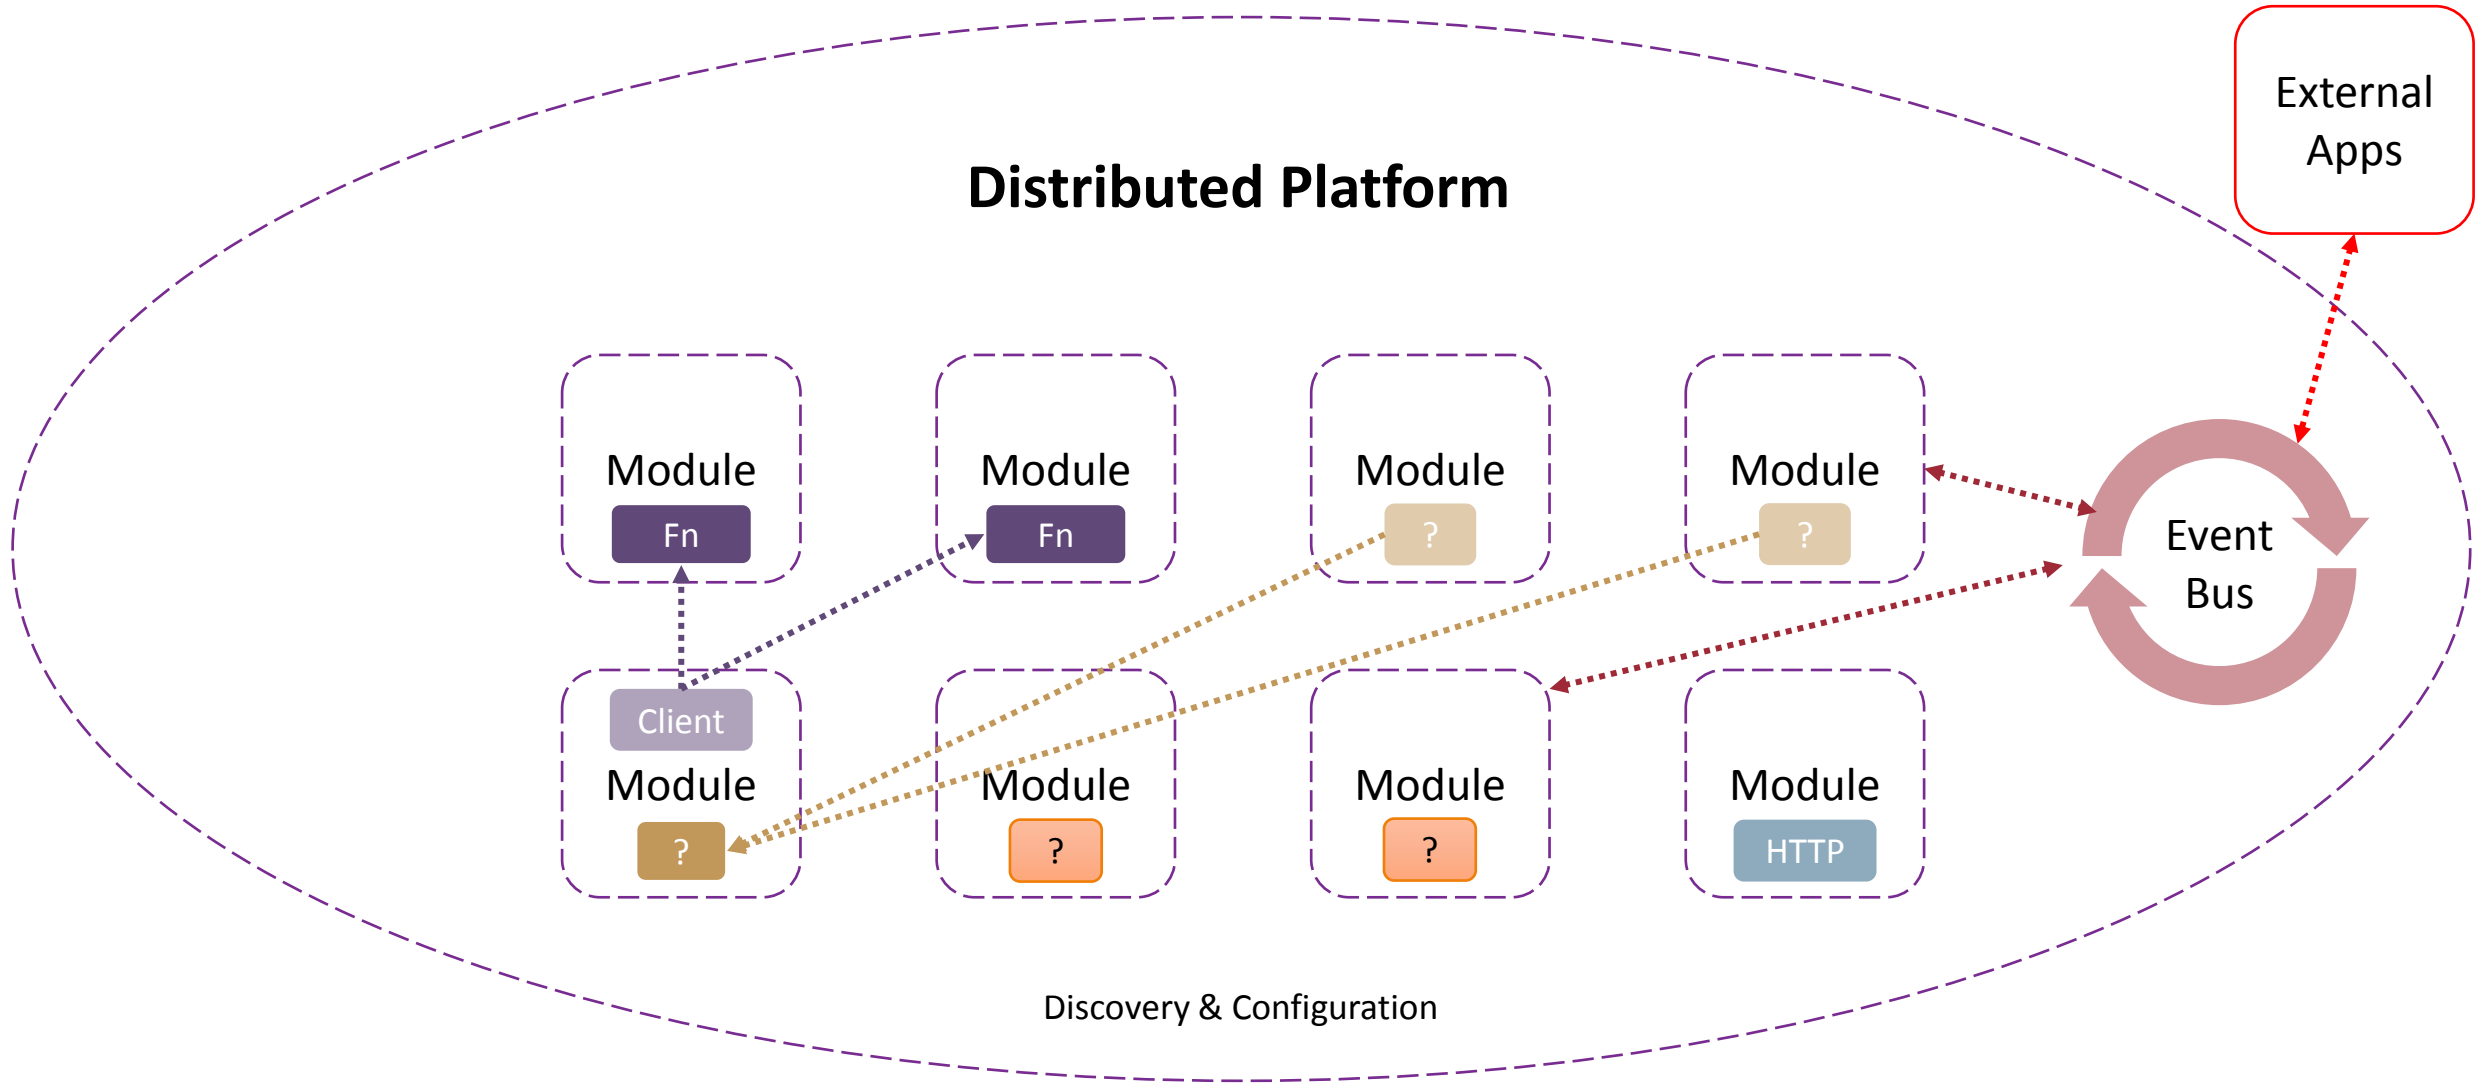 External
Apps
Distributed Platform
Module
Fn
Module
Fn
Module
?
Module
?
Event
Bus
Client
Module
?
Module
?
Module
?
Module
HTTP
Discovery & Configuration